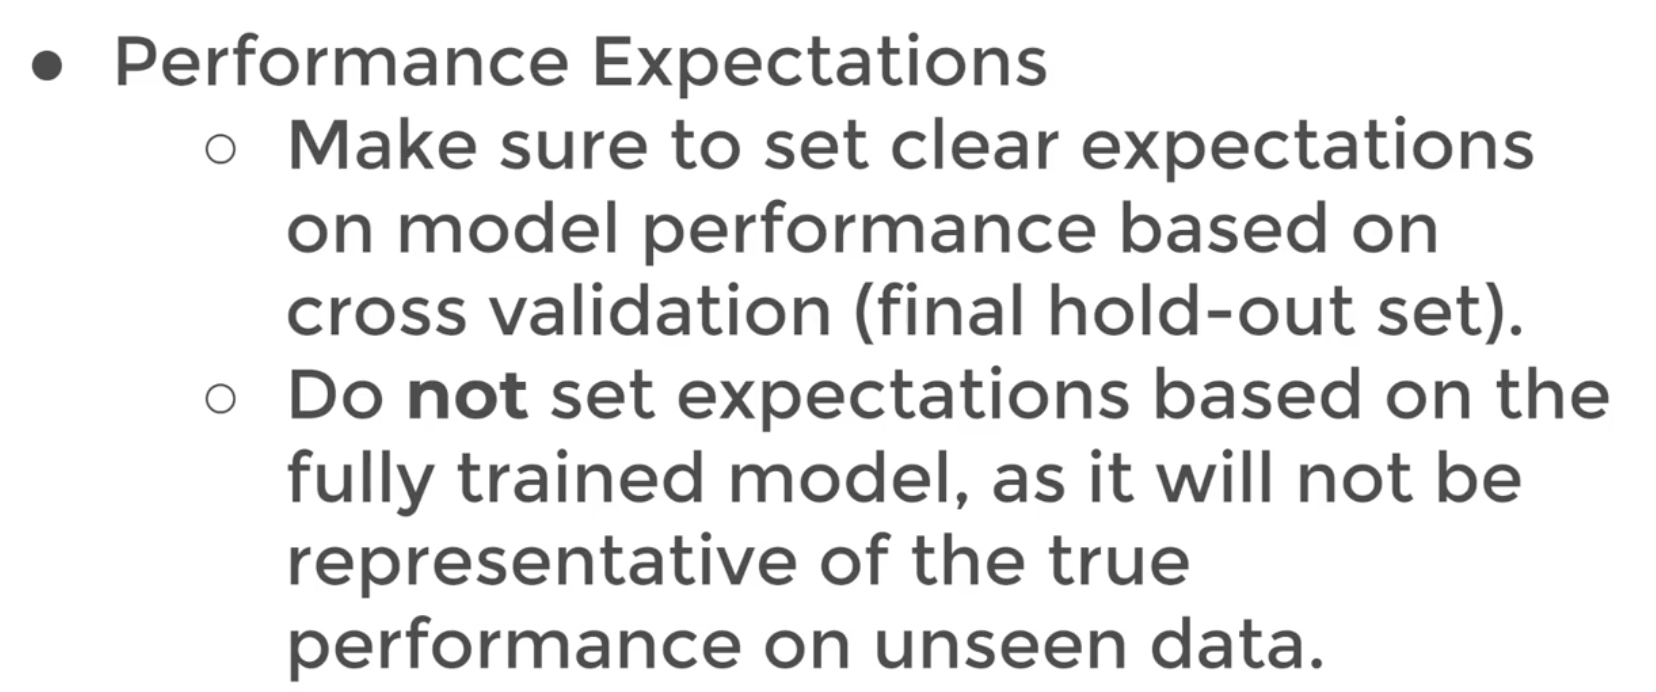 ● Performance Expectations
○ Make sure to set clear expectations
on model performance based on
cross validation (final hold-out set).
○ Do not set expectations based on the
fully trained model, as it will not be
representative of the true
performance on unseen data.